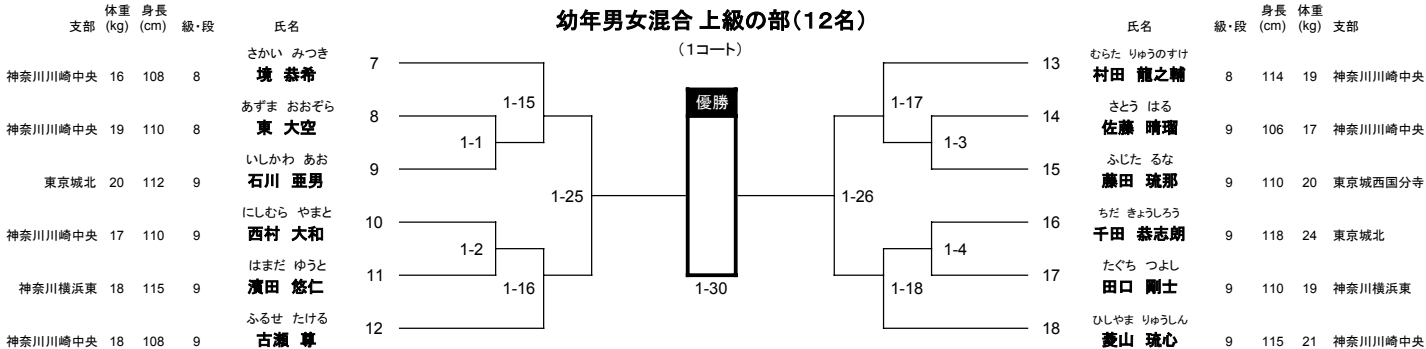 幼年男女混合 上級の部(12名)
(1コート)
支部 体重(kg) 身長(cm) 級・段 氏名
さかい みつき
神奈川川崎中央 16 108 8 境 恭希 7
あずま おおぞら
神奈川川崎中央 19 110 8 東 大空 8
いしかわ あお
東京城北 20 112 9 石川 亜男 9
にしむら やまと
神奈川川崎中央 17 110 9 西村 大和 10
はまだ ゆうと
神奈川横浜東 18 115 9 濱田 悠仁 11
ふるせ たける
神奈川川崎中央 18 108 9 古瀬 尊 12
1-15
1-1
1-25
1-2
1-16
優勝
1-30
1-17
1-3
1-26
1-4
1-18
氏名 級・段 身長(cm) 体重(kg) 支部
むらた りゅうのすけ
13 村田 龍之輔 8 114 19 神奈川川崎中央
さとう はる
14 佐藤 晴瑠 9 106 17 神奈川川崎中央
ふじた るな
15 藤田 琉那 9 110 20 東京城西国分寺
ちだ きょうしろう
16 千田 恭志朗 9 118 24 東京城北
たぐち つよし
17 田口 剛士 9 110 19 神奈川横浜東
ひしやま りゅうしん
18 菱山 琉心 9 115 21 神奈川川崎中央